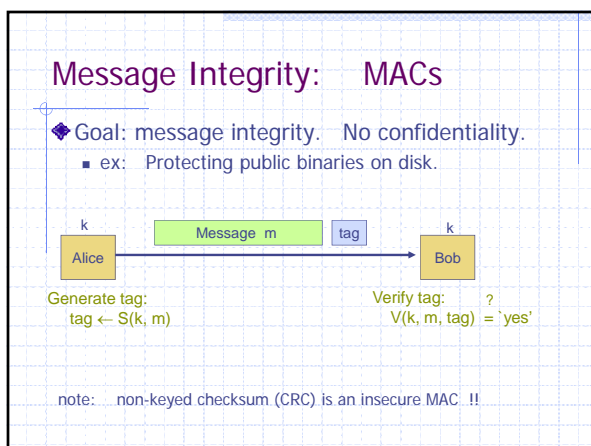 Message Integrity: MACs
Goal: message integrity. No confidentiality.
ex: Protecting public binaries on disk.
k
Message m
tag
k
Alice
Bob
Generate tag:
tag ← S(k, m)
Verify tag:
?
V(k, m, tag) = `yes’
note: non-keyed checksum (CRC) is an insecure MAC !!